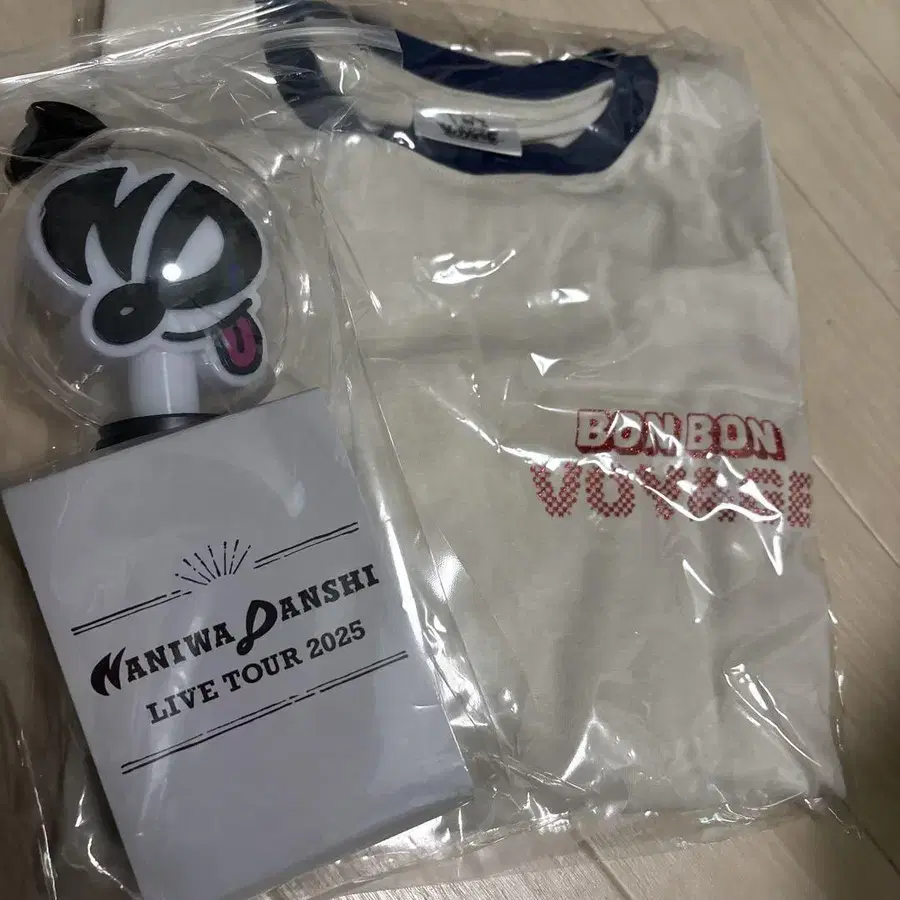 NANIWA DANSHI
LIVE TOUR 2025
BON BON
VOYAGE